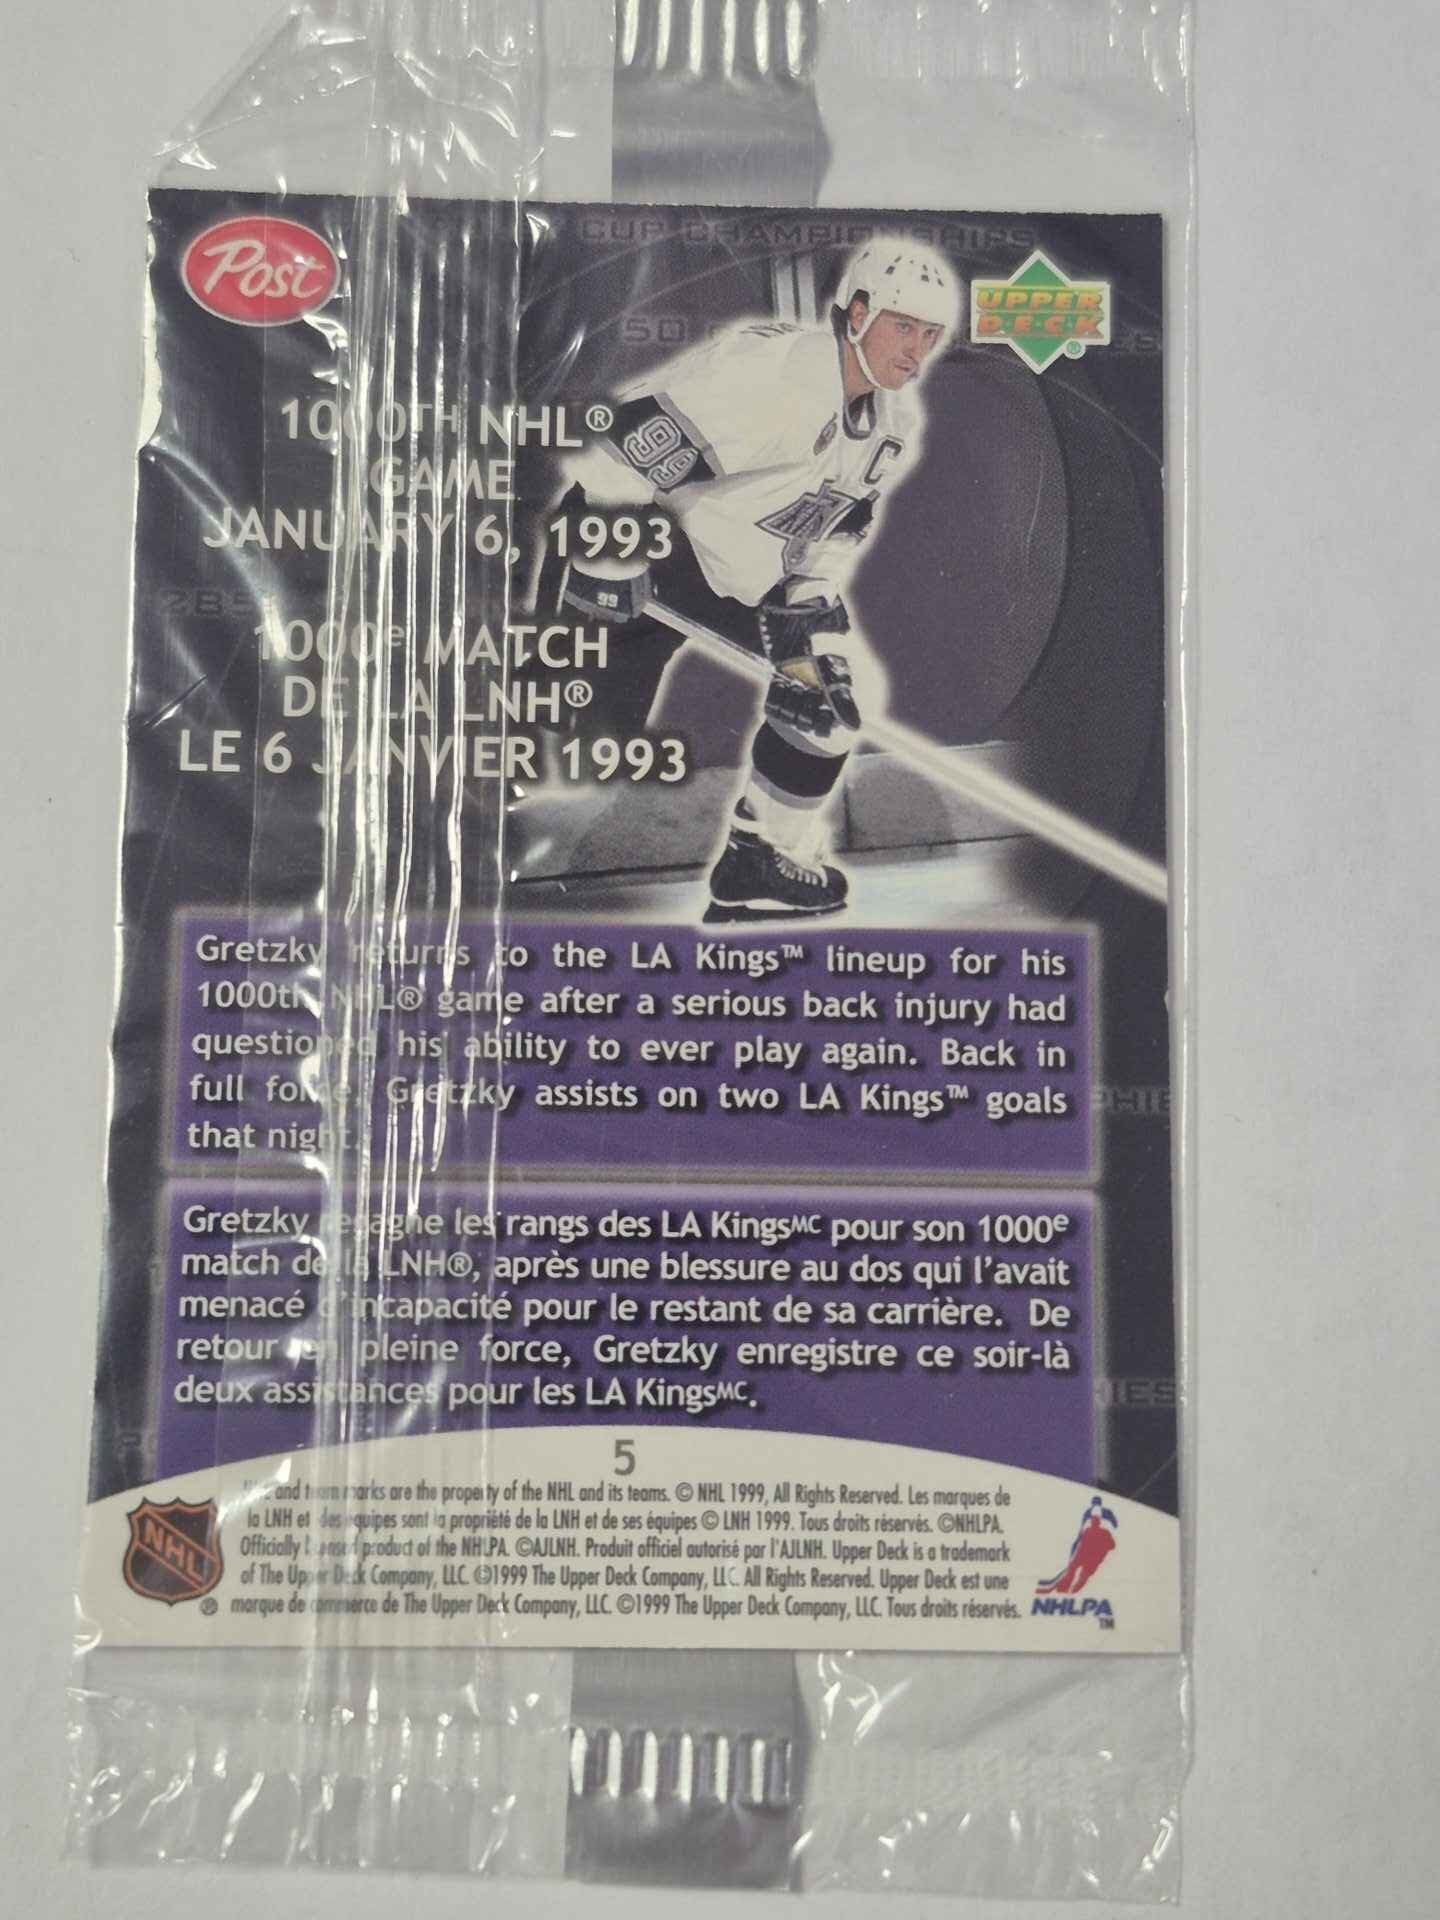 Post
CUP CHAMPIONSHIPS
50
UPPER
DECK®
1000TH NHL®
GAME
JANUARY 6, 1993
99
C
99
1000e MATCH
DE LA LNH®
LE 6 JANVIER 1993
Gretzky returns to the LA Kings™ lineup for his
1000th NHL® game after a serious back injury had
questioned his ability to ever play again. Back in
full force, Gretzky assists on two LA Kings™ goals
that night.
Gretzky regagne les rangs des LA KingsMC pour son 1000e
match de la LNH®, après une blessure au dos qui l'avait
menacé d'incapacité pour le restant de sa carrière. De
retour en pleine force, Gretzky enregistre ce soir-là
deux assistances pour les LA KingsMC.
5
NHL and team marks are the property of the NHL and its teams. © NHL 1999, All Rights Reserved. Les marques de
la LNH et des équipes sont la propriété de la LNH et de ses équipes © LNH 1999. Tous droits réservés. ©NHLPA.
Officially licensed product of the NHLPA. ©AJLNH. Produit officiel autorisé par l'AJLNH. Upper Deck is a trademark
of The Upper Deck Company, LLC. ©1999 The Upper Deck Company, LLC. All Rights Reserved. Upper Deck est une
marque de commerce de The Upper Deck Company, LLC. ©1999 The Upper Deck Company, LLC. Tous droits réservés.
NHL
NHLPA
TM